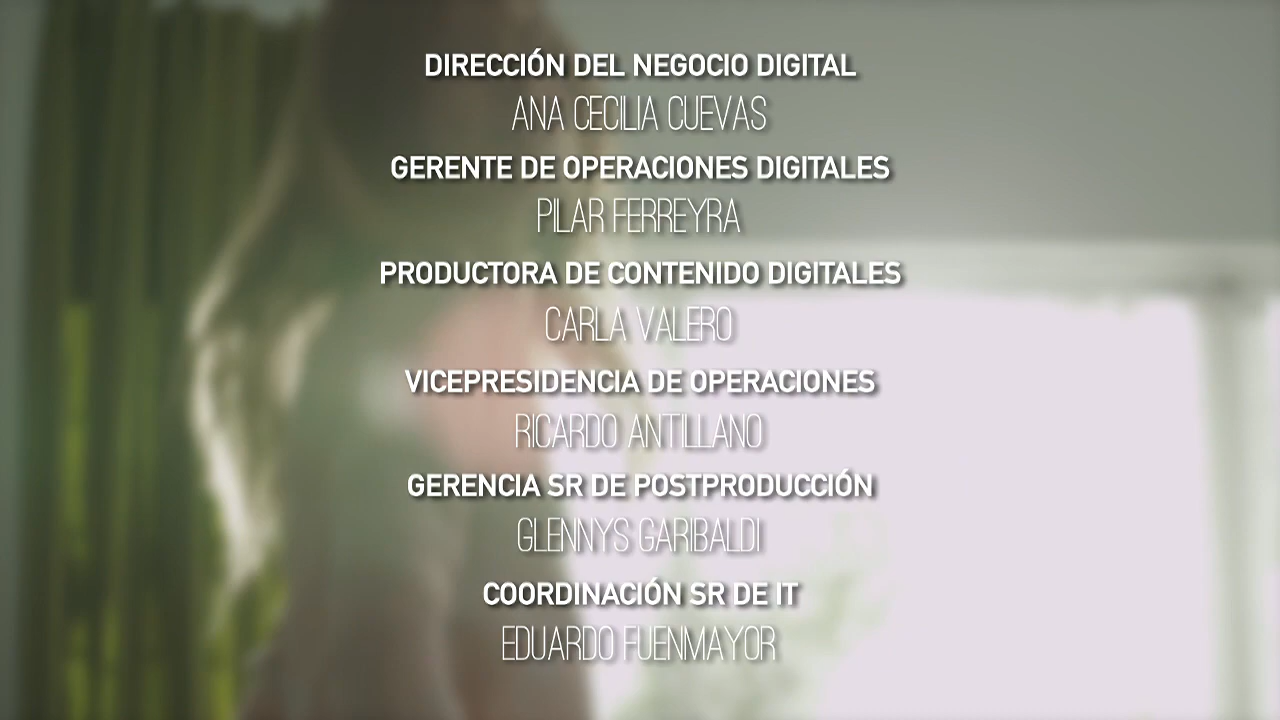 DIRECCIÓN DEL NEGOCIO DIGITAL
ANA CECILIA CUEVAS
GERENTE DE OPERACIONES DIGITALES
PILAR FERREYRA
PRODUCTORA DE CONTENIDO DIGITALES
CARLA VALERO
VICEPRESIDENCIA DE OPERACIONES
RICARDO ANTILLANO
GERENCIA SR DE POSTPRODUCCIÓN
GLENNYS GARIBALDI
COORDINACIÓN SR DE IT
EDUARDO FUENMAYOR